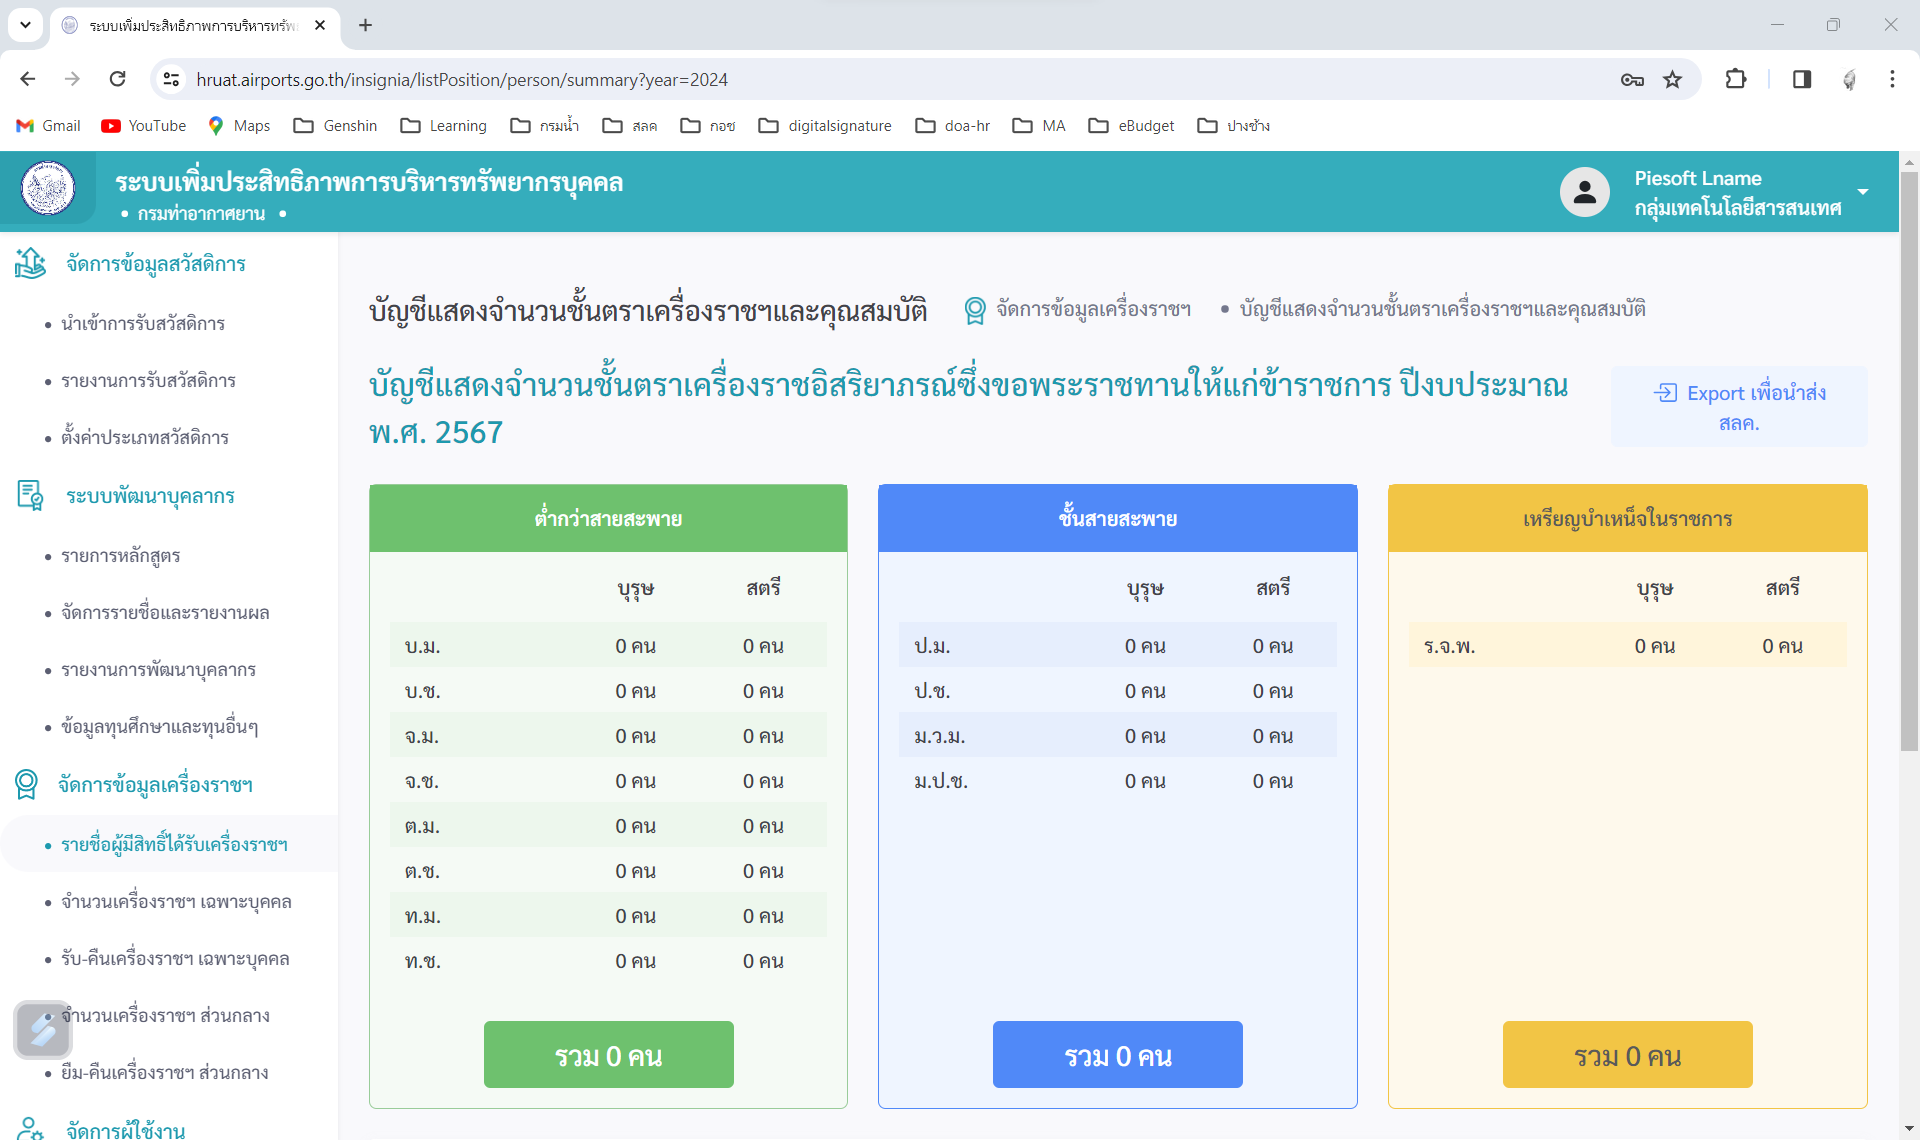 ระบบเพิ่มประสิทธิภาพการบริหารทรัพ
hruat.airports.go.th/insignia/listPosition/person/summary?year=2024
Gmail YouTube Maps Genshin Learning กรมน้ำ สลค กอช digitalsignature doa-hr MA eBudget ปางช้าง
ระบบเพิ่มประสิทธิภาพการบริหารทรัพยากรบุคคล
• กรมท่าอากาศยาน •
Piesoft Lname
กลุ่มเทคโนโลยีสารสนเทศ
จัดการข้อมูลสวัสดิการ
• นำเข้าการรับสวัสดิการ
• รายงานการรับสวัสดิการ
• ตั้งค่าประเภทสวัสดิการ
ระบบพัฒนาบุคลากร
• รายการหลักสูตร
• จัดการรายชื่อและรายงานผล
• รายงานการพัฒนาบุคลากร
• ข้อมูลทุนศึกษาและทุนอื่นๆ
จัดการข้อมูลเครื่องราชฯ
• รายชื่อผู้มีสิทธิ์ได้รับเครื่องราชฯ
• จำนวนเครื่องราชฯ เฉพาะบุคคล
• รับ-คืนเครื่องราชฯ เฉพาะบุคคล
• จำนวนเครื่องราชฯ ส่วนกลาง
• ยืม-คืนเครื่องราชฯ ส่วนกลาง
จัดการผู้ใช้งาน
บัญชีแสดงจำนวนชั้นตราเครื่องราชฯและคุณสมบัติ จัดการข้อมูลเครื่องราชฯ • บัญชีแสดงจำนวนชั้นตราเครื่องราชฯและคุณสมบัติ
บัญชีแสดงจำนวนชั้นตราเครื่องราชอิสริยาภรณ์ซึ่งขอพระราชทานให้แก่ข้าราชการ ปีงบประมาณ
พ.ศ. 2567
Export เพื่อนำส่ง
สลค.
ต่ำกว่าสายสะพาย
บุรุษ สตรี
บ.ม. 0 คน 0 คน
บ.ช. 0 คน 0 คน
จ.ม. 0 คน 0 คน
จ.ช. 0 คน 0 คน
ต.ม. 0 คน 0 คน
ต.ช. 0 คน 0 คน
ท.ม. 0 คน 0 คน
ท.ช. 0 คน 0 คน
รวม 0 คน
ชั้นสายสะพาย
บุรุษ สตรี
ป.ม. 0 คน 0 คน
ป.ช. 0 คน 0 คน
ม.ว.ม. 0 คน 0 คน
ม.ป.ช. 0 คน 0 คน
รวม 0 คน
เหรียญบำเหน็จในราชการ
บุรุษ สตรี
ร.จ.พ. 0 คน 0 คน
รวม 0 คน